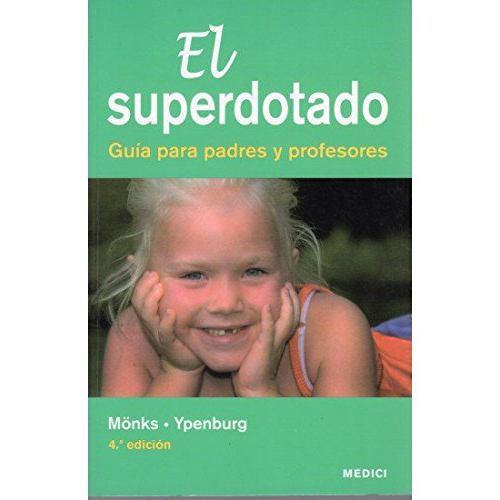 El
superdotado
Guía para padres y profesores
Mönks • Ypenburg
4.ª edición
MEDICI